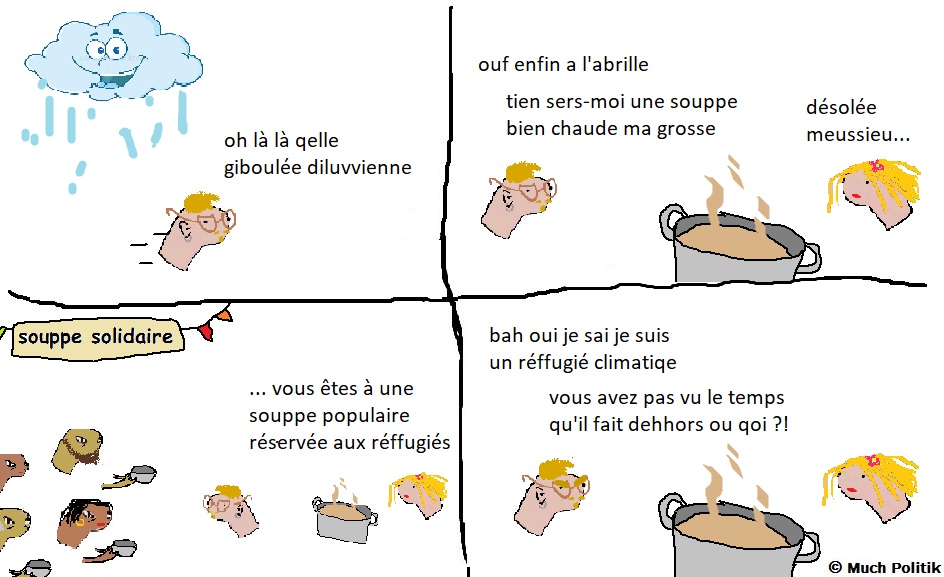 oh là là qelle
giboulée diluvvienne
ouf enfin a l'abrille
tien sers-moi une souppe
bien chaude ma grosse
désolée
meussieu...
souppe solidaire
... vous êtes à une
souppe populaire
réservée aux réffugiés
bah oui je sai je suis
un réffugié climatiqe
vous avez pas vu le temps
qu'il fait dehhors ou qoi ?!
© Much Politik